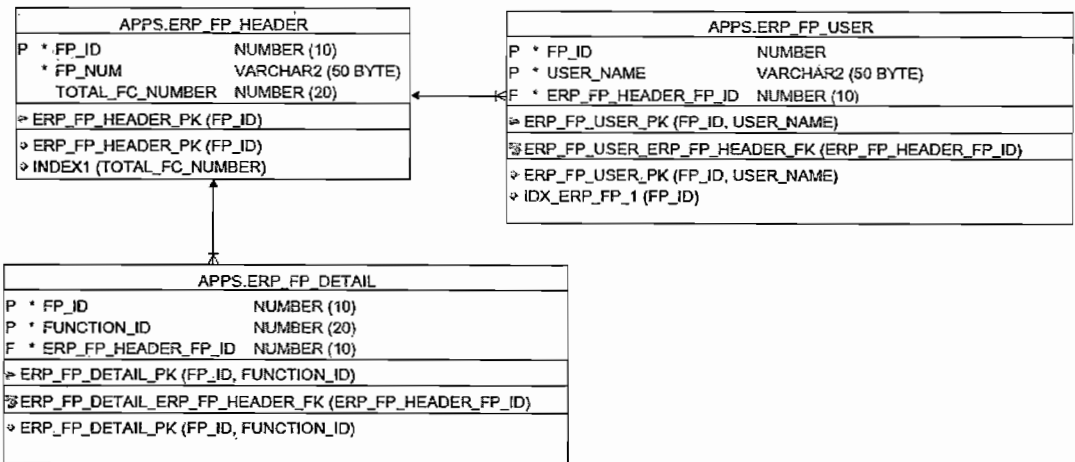 APPS.ERP_FP_HEADER
P * FP_ID NUMBER (10)
* FP_NUM VARCHAR2 (50 BYTE)
TOTAL_FC_NUMBER NUMBER (20)
ERP_FP_HEADER_PK (FP_ID)
ERP_FP_HEADER_PK (FP_ID)
INDEX1 (TOTAL_FC_NUMBER)
APPS.ERP_FP_USER
P * FP_ID NUMBER
P * USER_NAME VARCHAR2 (50 BYTE)
F * ERP_FP_HEADER_FP_ID NUMBER (10)
ERP_FP_USER_PK (FP_ID, USER_NAME)
ERP_FP_USER_ERP_FP_HEADER_FK (ERP_FP_HEADER_FP_ID)
ERP_FP_USER_PK (FP_ID, USER_NAME)
IDX_ERP_FP_1 (FP_ID)
APPS.ERP_FP_DETAIL
P * FP_ID NUMBER (10)
P * FUNCTION_ID NUMBER (20)
F * ERP_FP_HEADER_FP_ID NUMBER (10)
ERP_FP_DETAIL_PK (FP_ID, FUNCTION_ID)
ERP_FP_DETAIL_ERP_FP_HEADER_FK (ERP_FP_HEADER_FP_ID)
ERP_FP_DETAIL_PK (FP_ID, FUNCTION_ID)